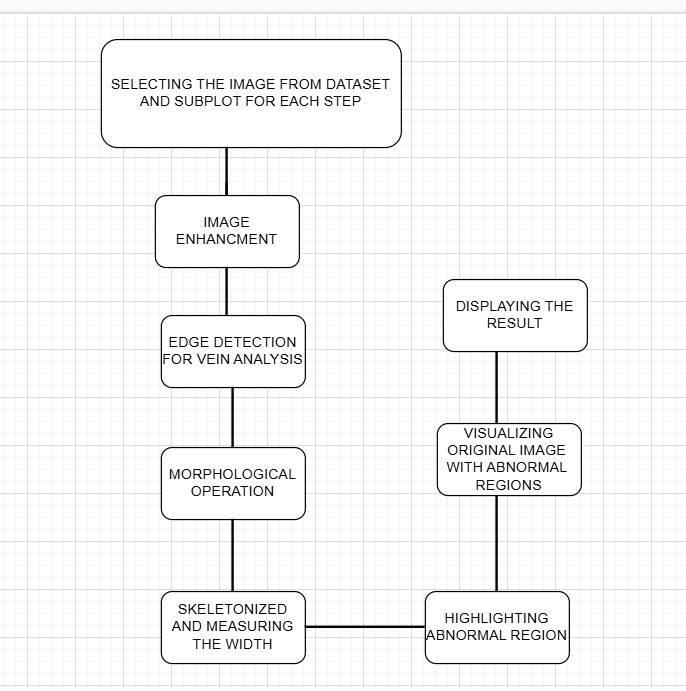 SELECTING THE IMAGE FROM DATASET
AND SUBPLOT FOR EACH STEP
IMAGE
ENHANCMENT
EDGE DETECTION
FOR VEIN ANALYSIS
MORPHOLOGICAL
OPERATION
SKELETONIZED
AND MEASURING
THE WIDTH
HIGHLIGHTING
ABNORMAL REGION
VISUALIZING
ORIGINAL IMAGE
WITH ABNORMAL
REGIONS
DISPLAYING THE
RESULT